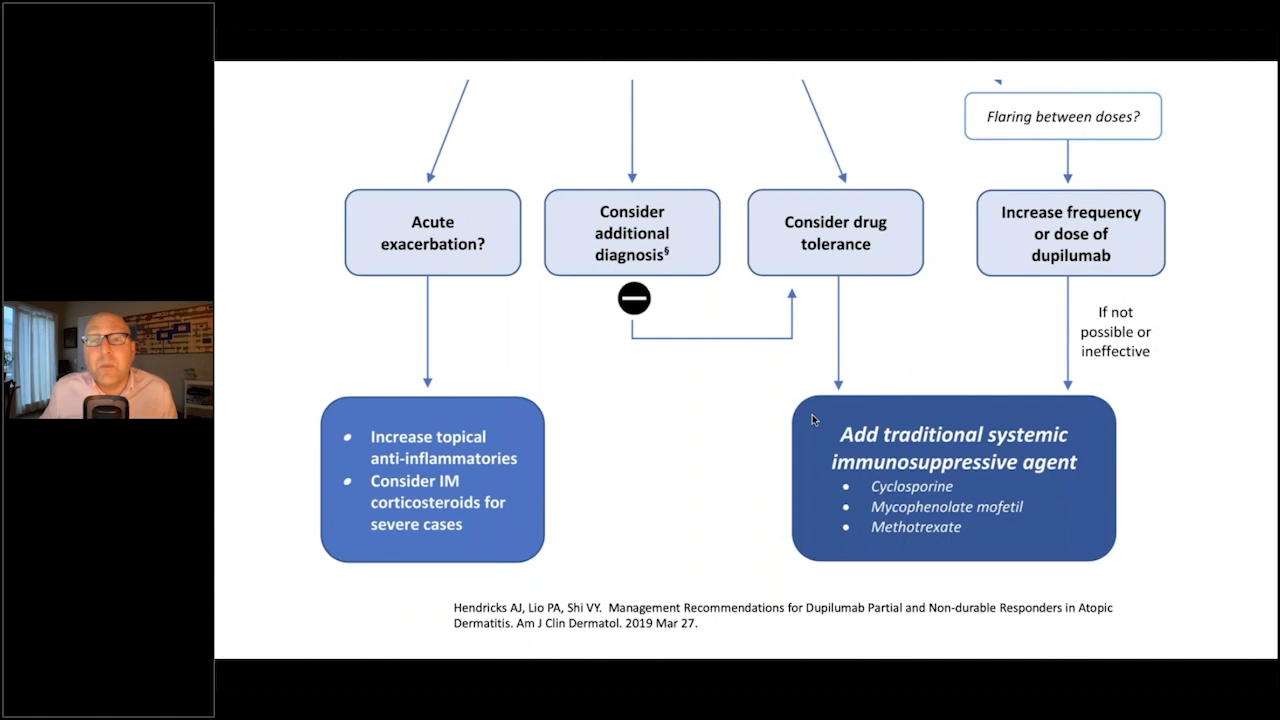 Flaring between doses?
Acute
exacerbation?
Consider
additional
diagnosis§
Consider drug
tolerance
Increase frequency
or dose of
dupilumab
If not
possible or
ineffective
• Increase topical
anti-inflammatories
• Consider IM
corticosteroids for
severe cases
Add traditional systemic
immunosuppressive agent
• Cyclosporine
• Mycophenolate mofetil
• Methotrexate
Hendricks AJ, Lio PA, Shi VY. Management Recommendations for Dupilumab Partial and Non-durable Responders in Atopic
Dermatitis. Am J Clin Dermatol. 2019 Mar 27.